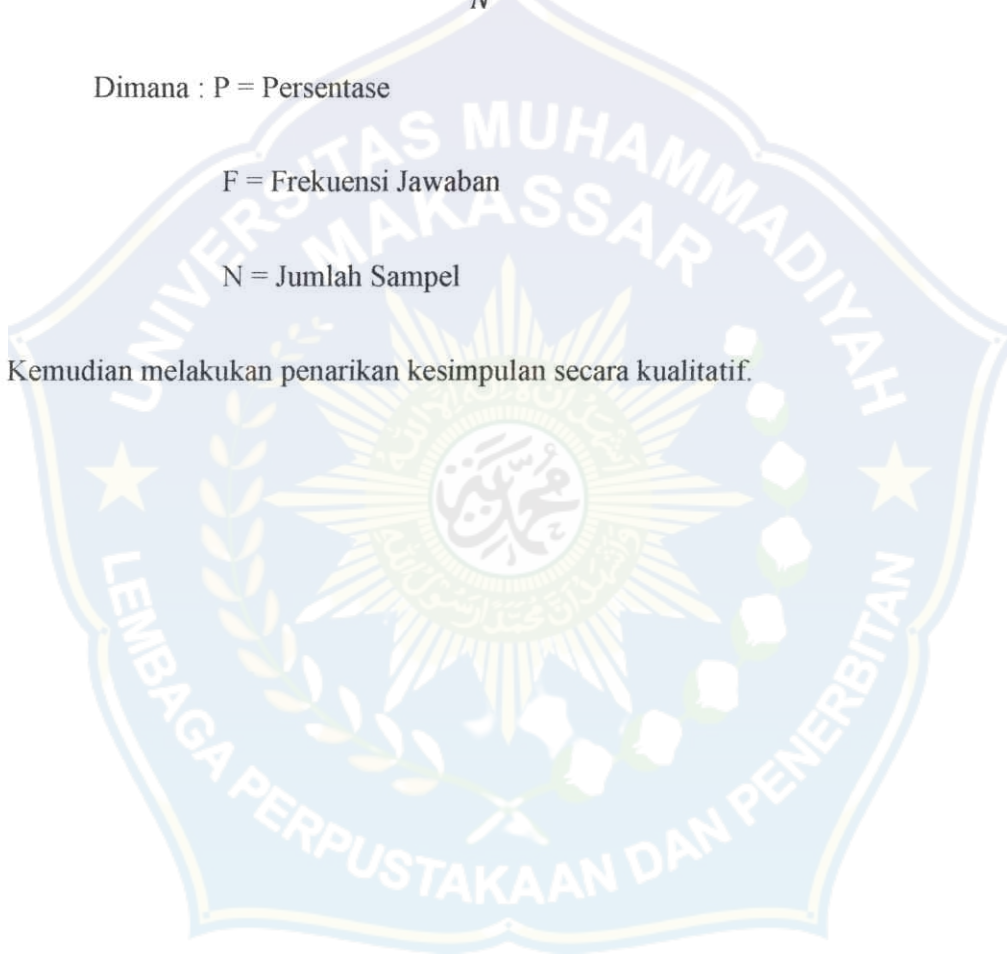 N
Dimana : P = Persentase
F = Frekuensi Jawaban
N = Jumlah Sampel
Kemudian melakukan penarikan kesimpulan secara kualitatif.
UNIVERSITAS MUHAMMADIYAH
MAKASSAR
LEMBAGA PERPUSTAKAAN DAN PENERBITAN